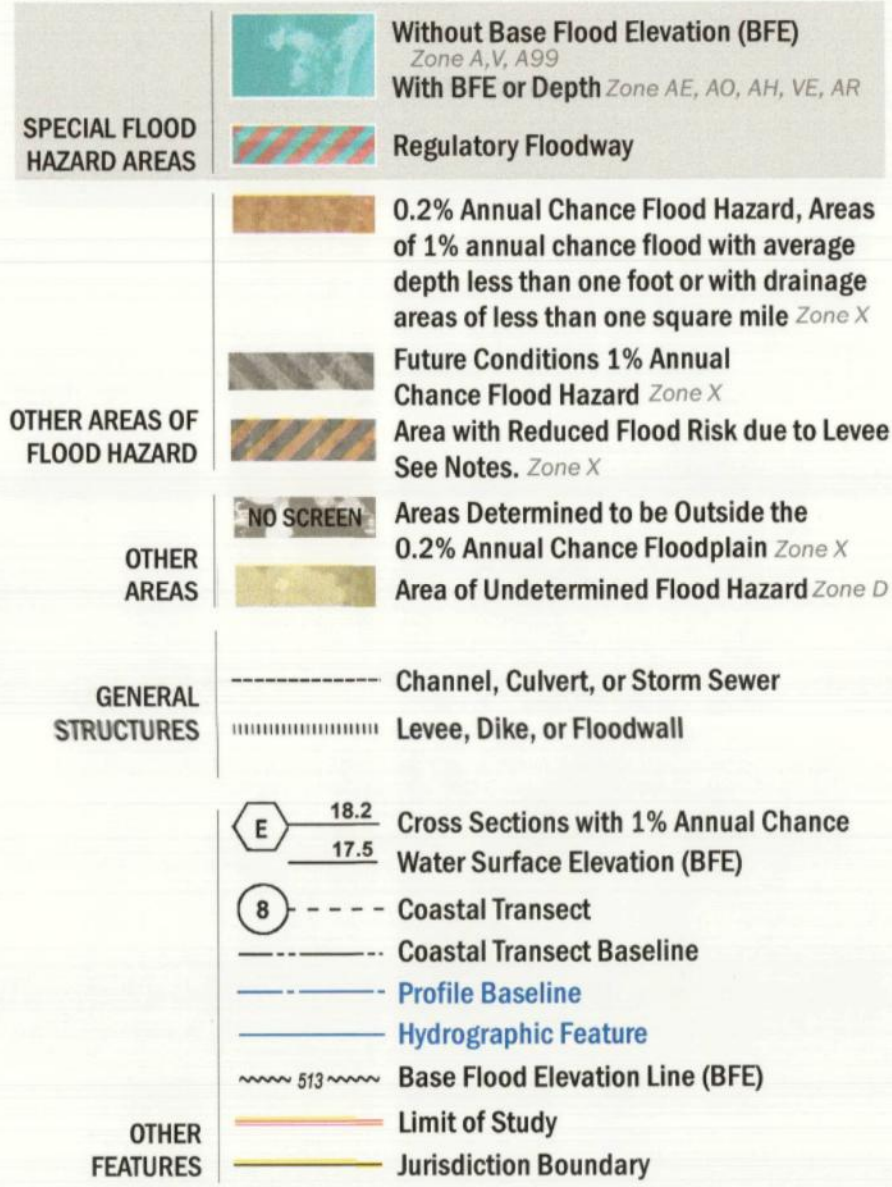 Without Base Flood Elevation (BFE)
Zone A,V, A99
With BFE or Depth Zone AE, AO, AH, VE, AR
SPECIAL FLOOD
HAZARD AREAS
Regulatory Floodway
0.2% Annual Chance Flood Hazard, Areas
of 1% annual chance flood with average
depth less than one foot or with drainage
areas of less than one square mile Zone X
Future Conditions 1% Annual
Chance Flood Hazard Zone X
OTHER AREAS OF
FLOOD HAZARD
Area with Reduced Flood Risk due to Levee
See Notes. Zone X
NO SCREEN
Areas Determined to be Outside the
0.2% Annual Chance Floodplain Zone X
OTHER
AREAS
Area of Undetermined Flood Hazard Zone D
GENERAL
STRUCTURES
Channel, Culvert, or Storm Sewer
Levee, Dike, or Floodwall
E
18.2
17.5
Cross Sections with 1% Annual Chance
Water Surface Elevation (BFE)
8
Coastal Transect
Coastal Transect Baseline
Profile Baseline
Hydrographic Feature
513
Base Flood Elevation Line (BFE)
Limit of Study
OTHER
FEATURES
Jurisdiction Boundary